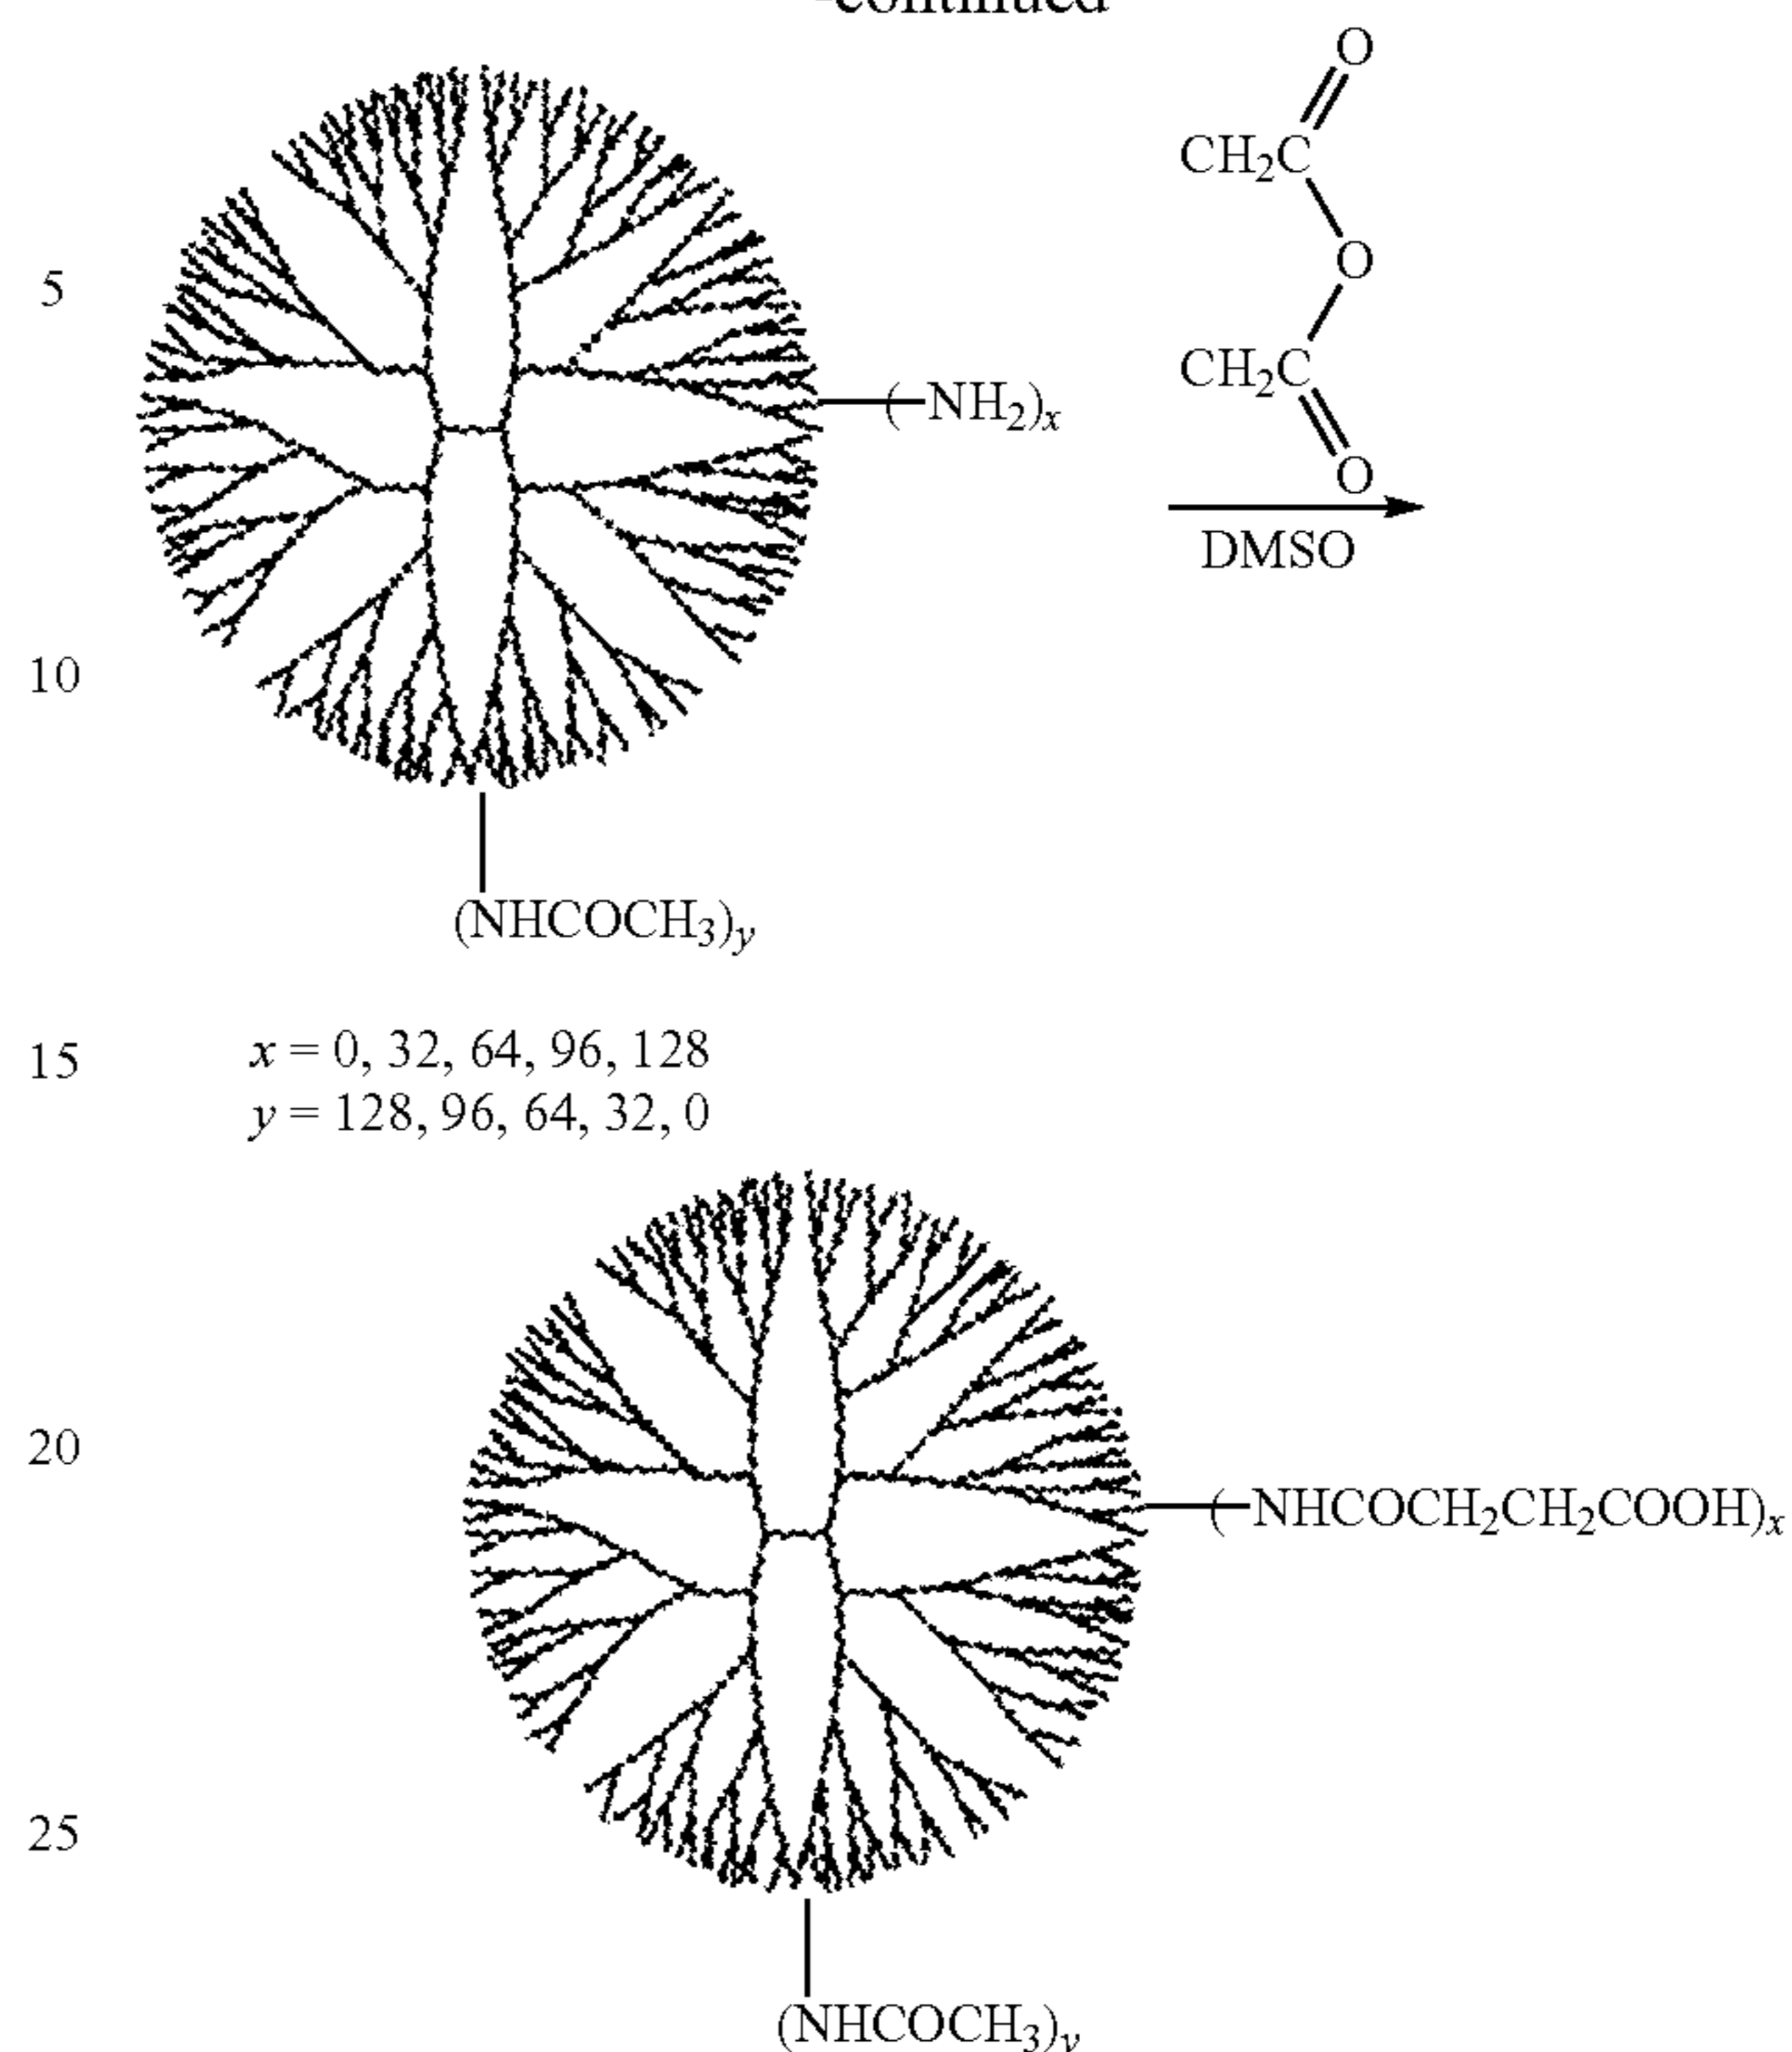 -continued
O
CH₂C
O
5
CH₂C
(NH₂)x
O
DMSO
10
(NHCOCH₃)y
15 x = 0, 32, 64, 96, 128
y = 128, 96, 64, 32, 0
20
(NHCOCH₂CH₂COOH)x
25
(NHCOCH₃)y